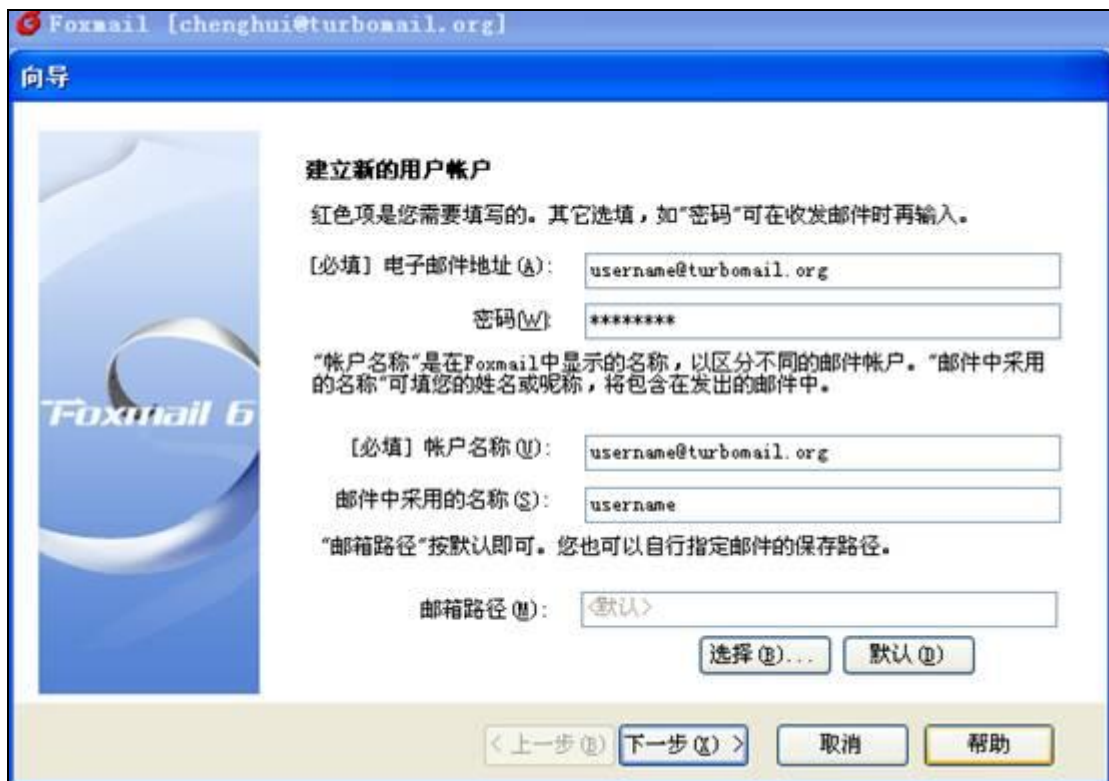 Foxmail [chenghui@turbomail.org]
向导
建立新的用户帐户
红色项是您需要填写的。其它选填，如"密码"可在收发邮件时再输入。
[必填] 电子邮件地址(A): username@turbomail.org
密码(W): ********
"帐户名称"是在Foxmail中显示的名称，以区分不同的邮件帐户。"邮件中采用
的名称"可填您的姓名或昵称，将包含在发出的邮件中。
Foxmail 6
[必填] 帐户名称(U): username@turbomail.org
邮件中采用的名称(S): username
"邮箱路径"按默认即可。您也可以自行指定邮件的保存路径。
邮箱路径(M): <默认>
选择(B)... 默认(D)
< 上一步(B) 下一步(X) > 取消 帮助